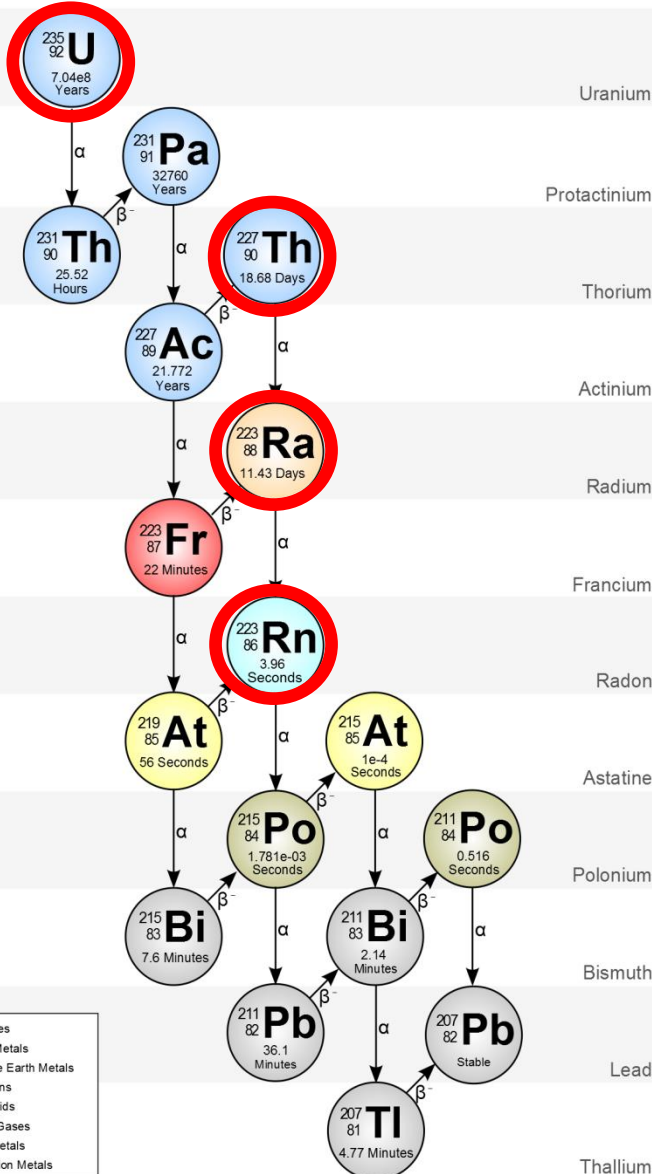 235
92 U
7.04e8
Years
Uranium
α
231
91 Pa
32760
Years
Protactinium
β⁻
231
90 Th
25.52
Hours
α
227
90 Th
18.68 Days
Thorium
β⁻
227
89 Ac
21.772
Years
α
Actinium
α
223
88 Ra
11.43 Days
Radium
β⁻
223
87 Fr
22 Minutes
α
Francium
α
223
86 Rn
3.96
Seconds
Radon
β⁻
219
85 At
56 Seconds
α
215
85 At
1e-4
Seconds
Astatine
β⁻
α
215
84 Po
1.781e-03
Seconds
α
211
84 Po
0.516
Seconds
Polonium
β⁻
β⁻
215
83 Bi
7.6 Minutes
α
211
83 Bi
2.14
Minutes
α
Bismuth
β⁻
211
82 Pb
36.1
Minutes
α
207
82 Pb
Stable
Lead
β⁻
207
81 Tl
4.77 Minutes
Thallium
Metals
Earth Metals
Gases
Metals